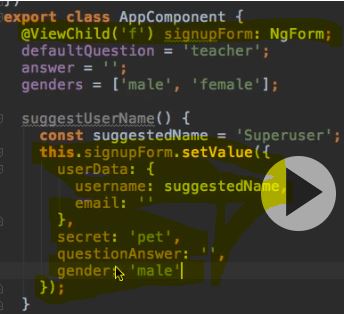 export class AppComponent {
@ViewChild('f') signupForm: NgForm;
defaultQuestion = 'teacher';
answer = '';
genders = ['male', 'female'];
suggestUserName() {
const suggestedName = 'Superuser';
this.signupForm.setValue({
userData: {
username: suggestedName,
email: ''
},
secret: 'pet',
questionAnswer: '',
gender: 'male'
});
}